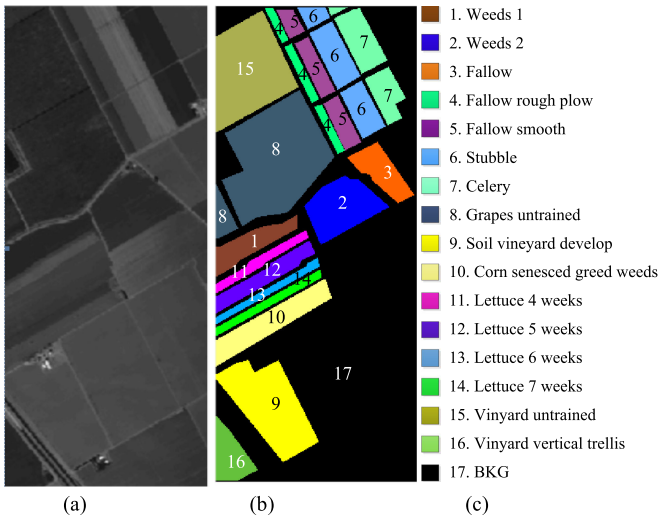 4
5
6
7
15
4
5
6
7
4
5
6
8
3
8
2
1
11
12
13
14
10
17
9
16
1. Weeds 1
2. Weeds 2
3. Fallow
4. Fallow rough plow
5. Fallow smooth
6. Stubble
7. Celery
8. Grapes untrained
9. Soil vineyard develop
10. Corn senesced greed weeds
11. Lettuce 4 weeks
12. Lettuce 5 weeks
13. Lettuce 6 weeks
14. Lettuce 7 weeks
15. Vinyard untrained
16. Vinyard vertical trellis
17. BKG
(a)
(b)
(c)